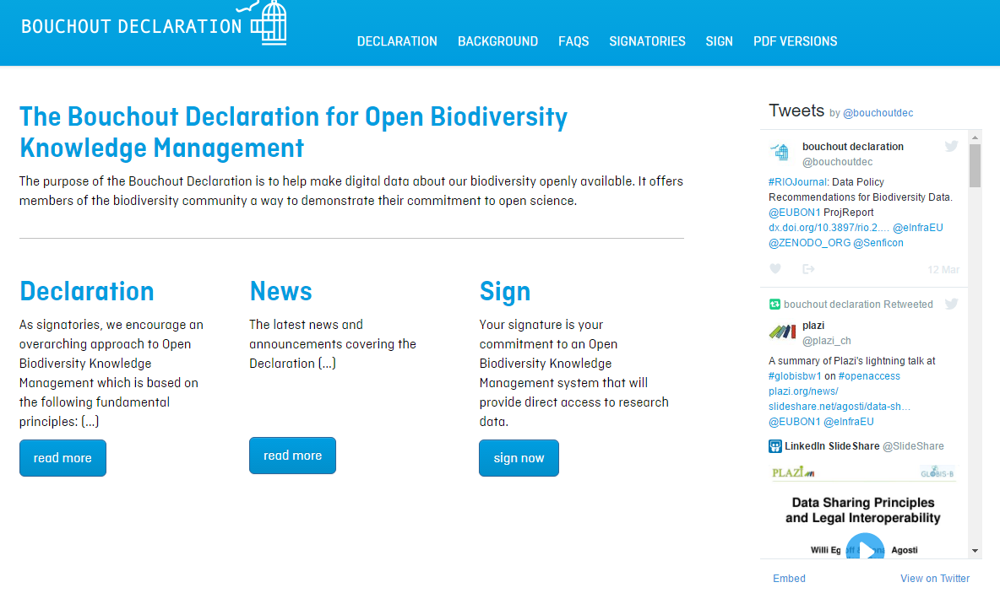 BOUCHOUT DECLARATION
DECLARATION BACKGROUND FAQS SIGNATORIES SIGN PDF VERSIONS
The Bouchout Declaration for Open Biodiversity
Knowledge Management
The purpose of the Bouchout Declaration is to help make digital data about our biodiversity openly available. It offers
members of the biodiversity community a way to demonstrate their commitment to open science.
Declaration
As signatories, we encourage an
overarching approach to Open
Biodiversity Knowledge
Management which is based on
the following fundamental
principles: (...)
read more
News
The latest news and
announcements covering the
Declaration (...)
read more
Sign
Your signature is your
commitment to an Open
Biodiversity Knowledge
Management system that will
provide direct access to research
data.
sign now
Tweets by @bouchoutdec
bouchout declaration
@bouchoutdec
#RIOJournal: Data Policy
Recommendations for Biodiversity Data.
@EUBON1 ProjReport
dx.doi.org/10.3897/rio.2.… @eInfraEU
@ZENODO_ORG @Senficon
12 Mar
bouchout declaration Retweeted
plazi
@plazi_ch
A summary of Plazi's lightning talk at
#globisbw1 on #openaccess
plazi.org/news/
slideshare.net/agosti/data-sh…
@EUBON1 @eInfraEU
LinkedIn SlideShare @SlideShare
PLAZI GLOBIS-B
Data Sharing Principles
and Legal Interoperability
Willi Agosti
Embed View on Twitter